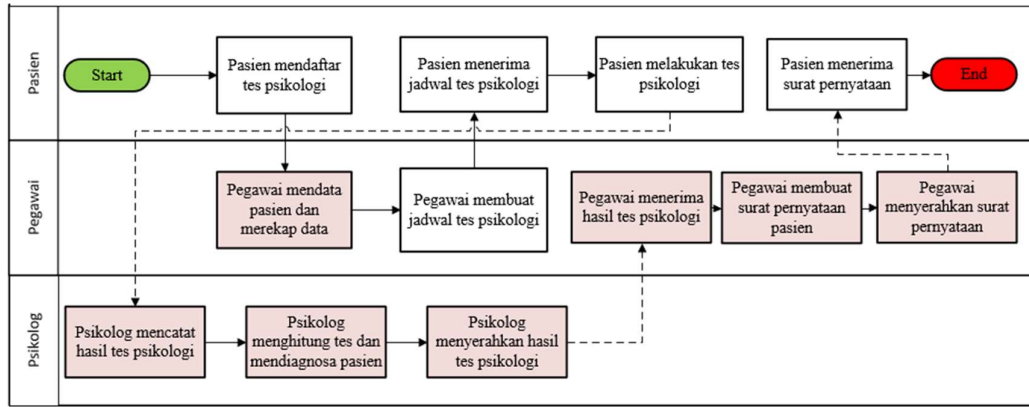 Pasien
Start
Pasien mendaftar
tes psikologi
Pasien menerima
jadwal tes psikologi
Pasien melakukan tes
psikologi
Pasien menerima
surat pernyataan
End
Pegawai
Pegawai mendata
pasien dan
merekap data
Pegawai membuat
jadwal tes psikologi
Pegawai menerima
hasil tes psikologi
Pegawai membuat
surat pernyataan
pasien
Pegawai
menyerahkan surat
pernyataan
Psikolog
Psikolog mencatat
hasil tes psikologi
Psikolog
menghitung tes dan
mendiagnosa pasien
Psikolog
menyerahkan hasil
tes psikologi